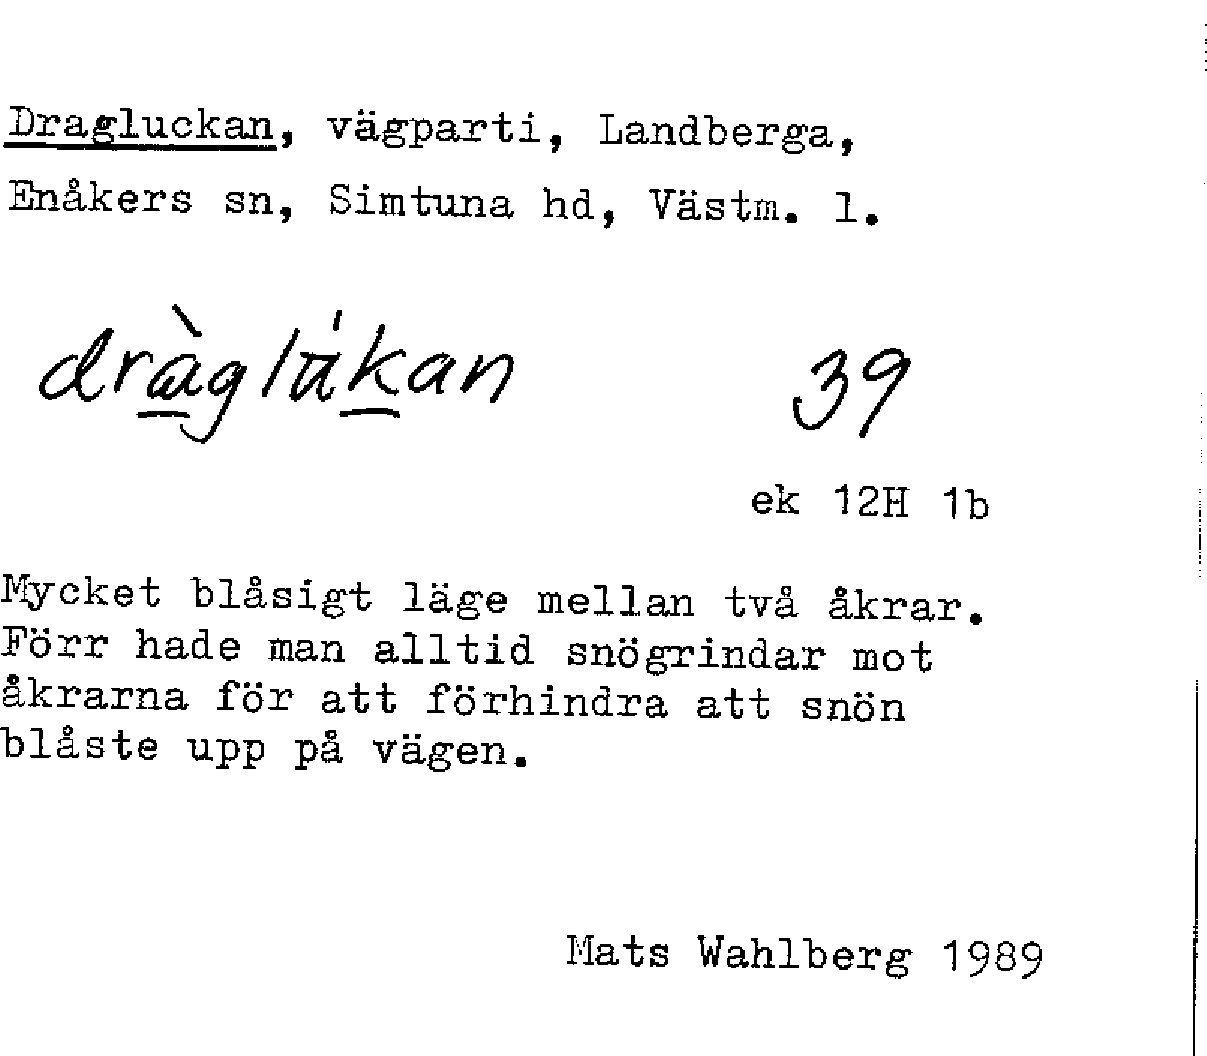 Dragluckan, vägparti, Landberga,
Enåkers sn, Simtuna hd, Västm. l.
dràglúkan 39
ek 12H 1b
Mycket blåsigt läge mellan två åkrar.
Förr hade man alltid snögrindar mot
åkrarna för att förhindra att snön
blåste upp på vägen.
Mats Wahlberg 1989